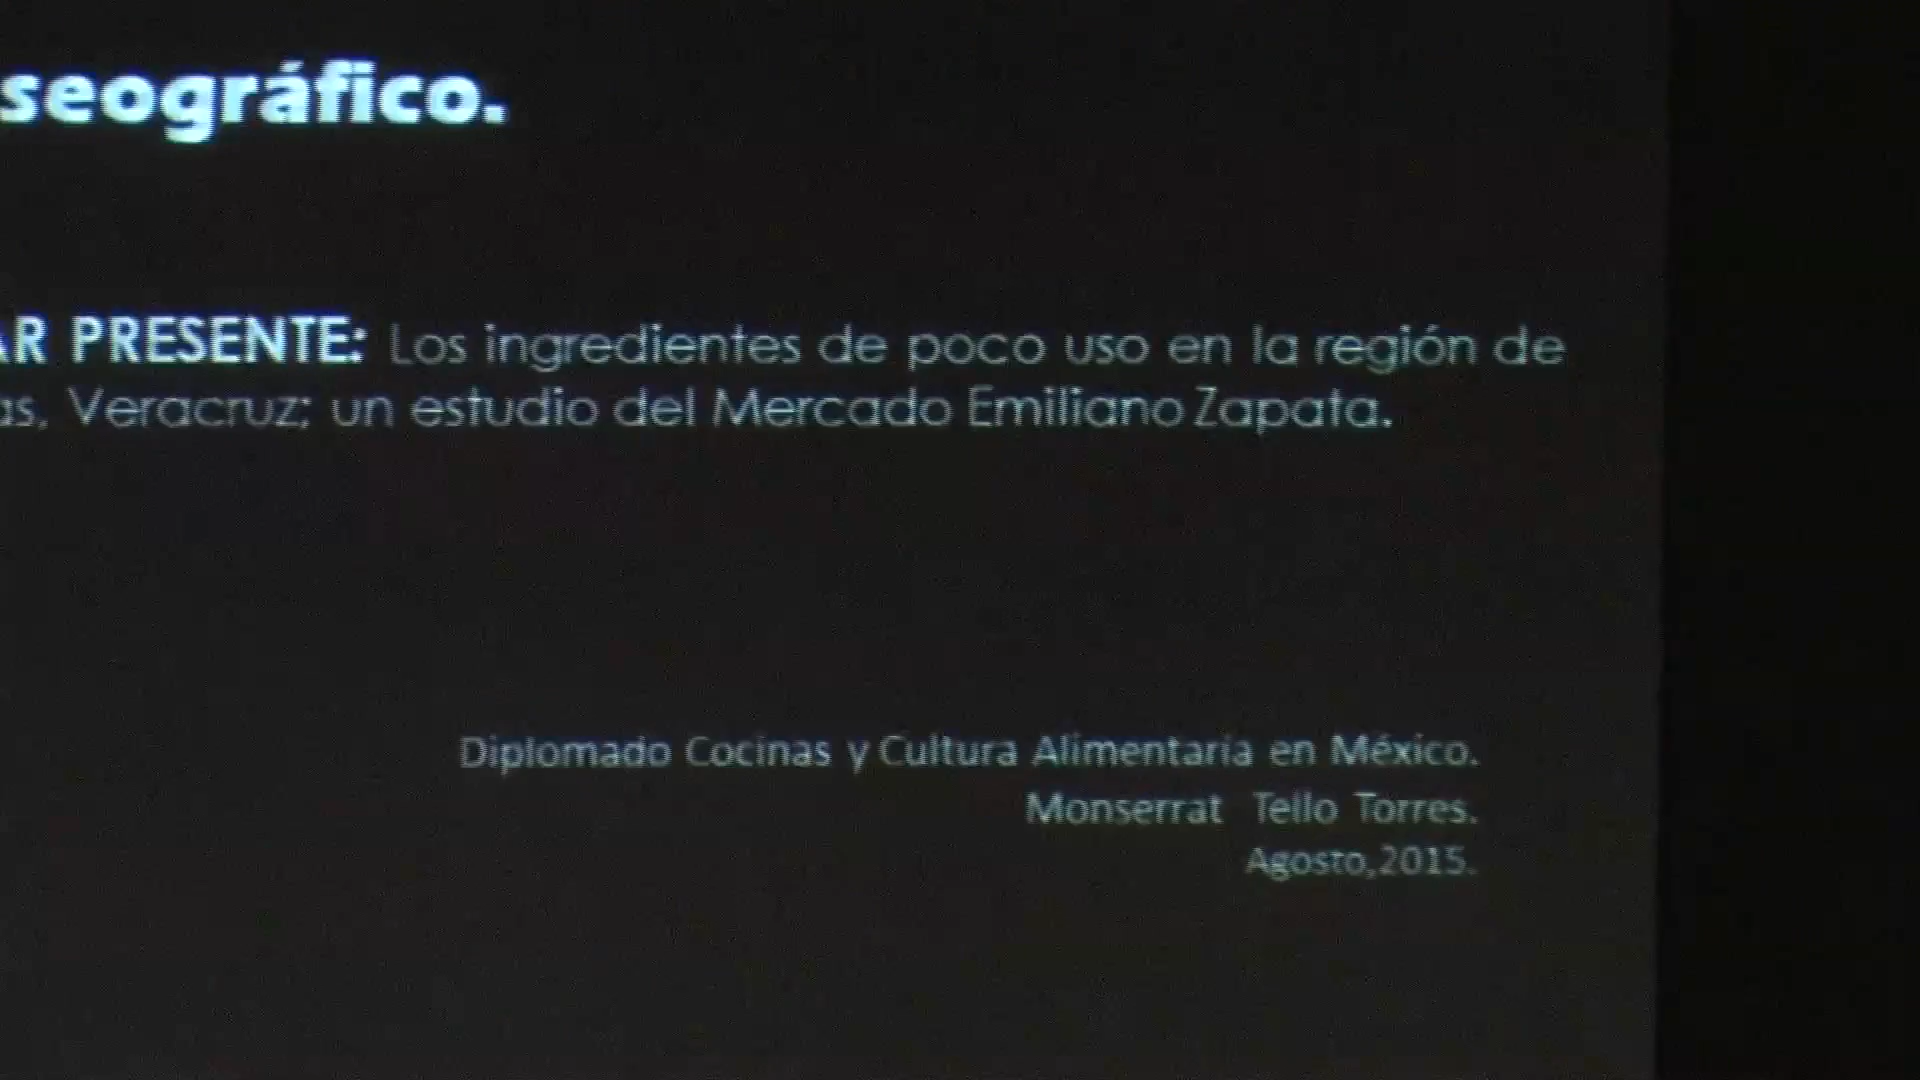 seográfico.
AR PRESENTE: Los ingredientes de poco uso en la región de
as, Veracruz; un estudio del Mercado Emiliano Zapata.
Diplomado Cocinas y Cultura Alimentaria en México.
Monserrat Tello Torres.
Agosto,2015.